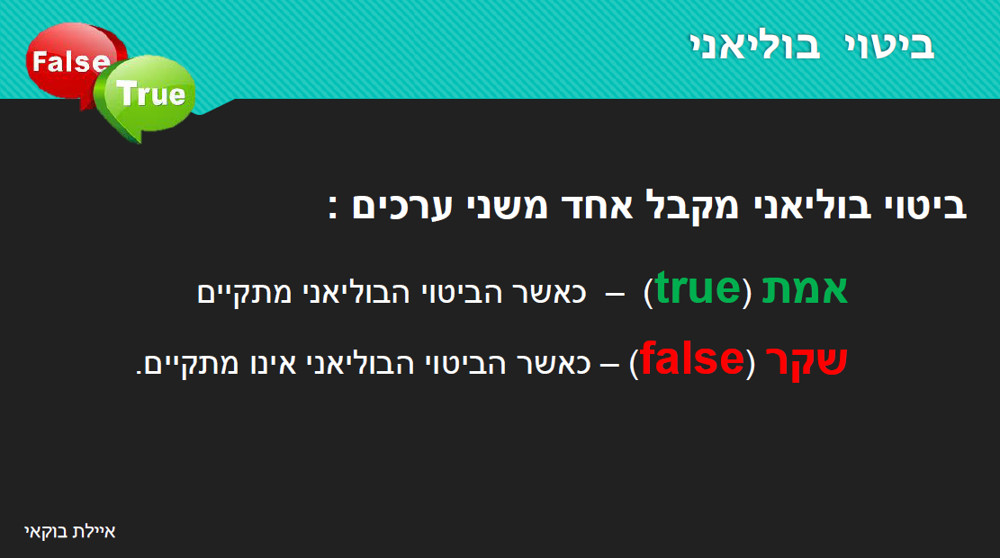 ביטוי בוליאני
False
True
ביטוי בוליאני מקבל אחד משני ערכים :
אמת (true) – כאשר הביטוי הבוליאני מתקיים
שקר (false) – כאשר הביטוי הבוליאני אינו מתקיים.
איילת בוקאי